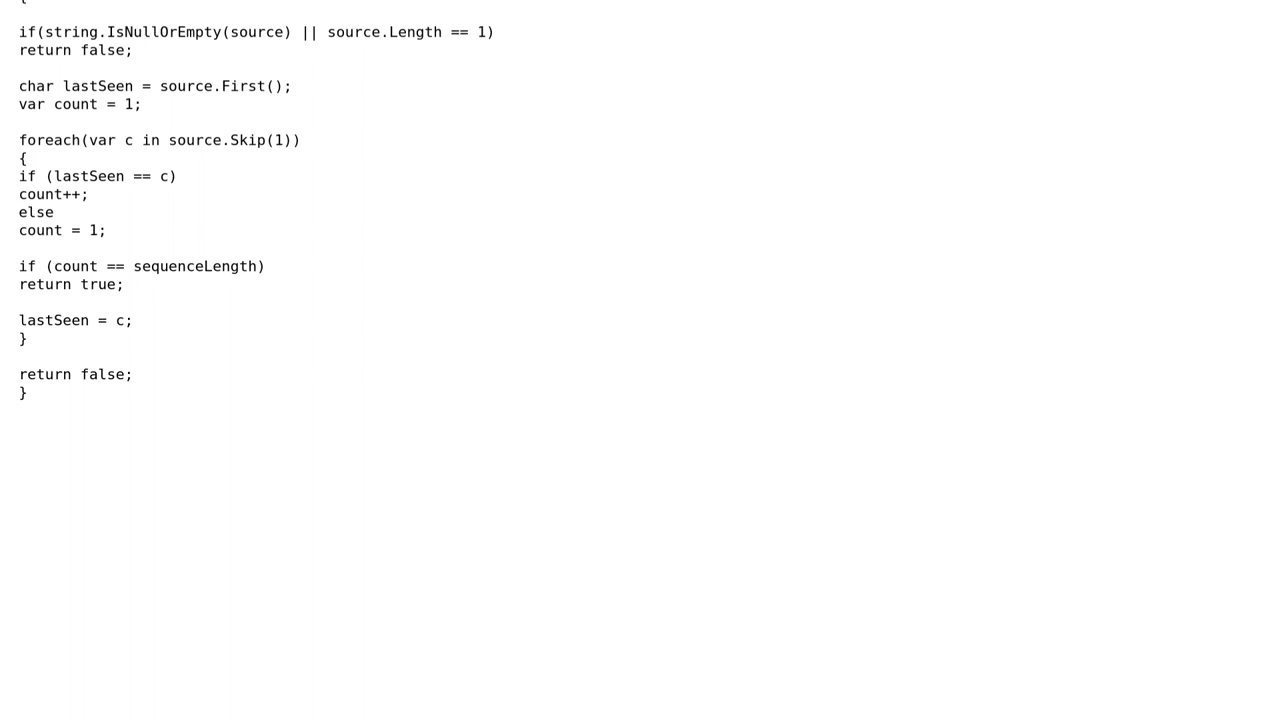 {
if(string.IsNullOrEmpty(source) || source.Length == 1)
return false;
char lastSeen = source.First();
var count = 1;
foreach(var c in source.Skip(1))
{
if (lastSeen == c)
count++;
else
count = 1;
if (count == sequenceLength)
return true;
lastSeen = c;
}
return false;
}